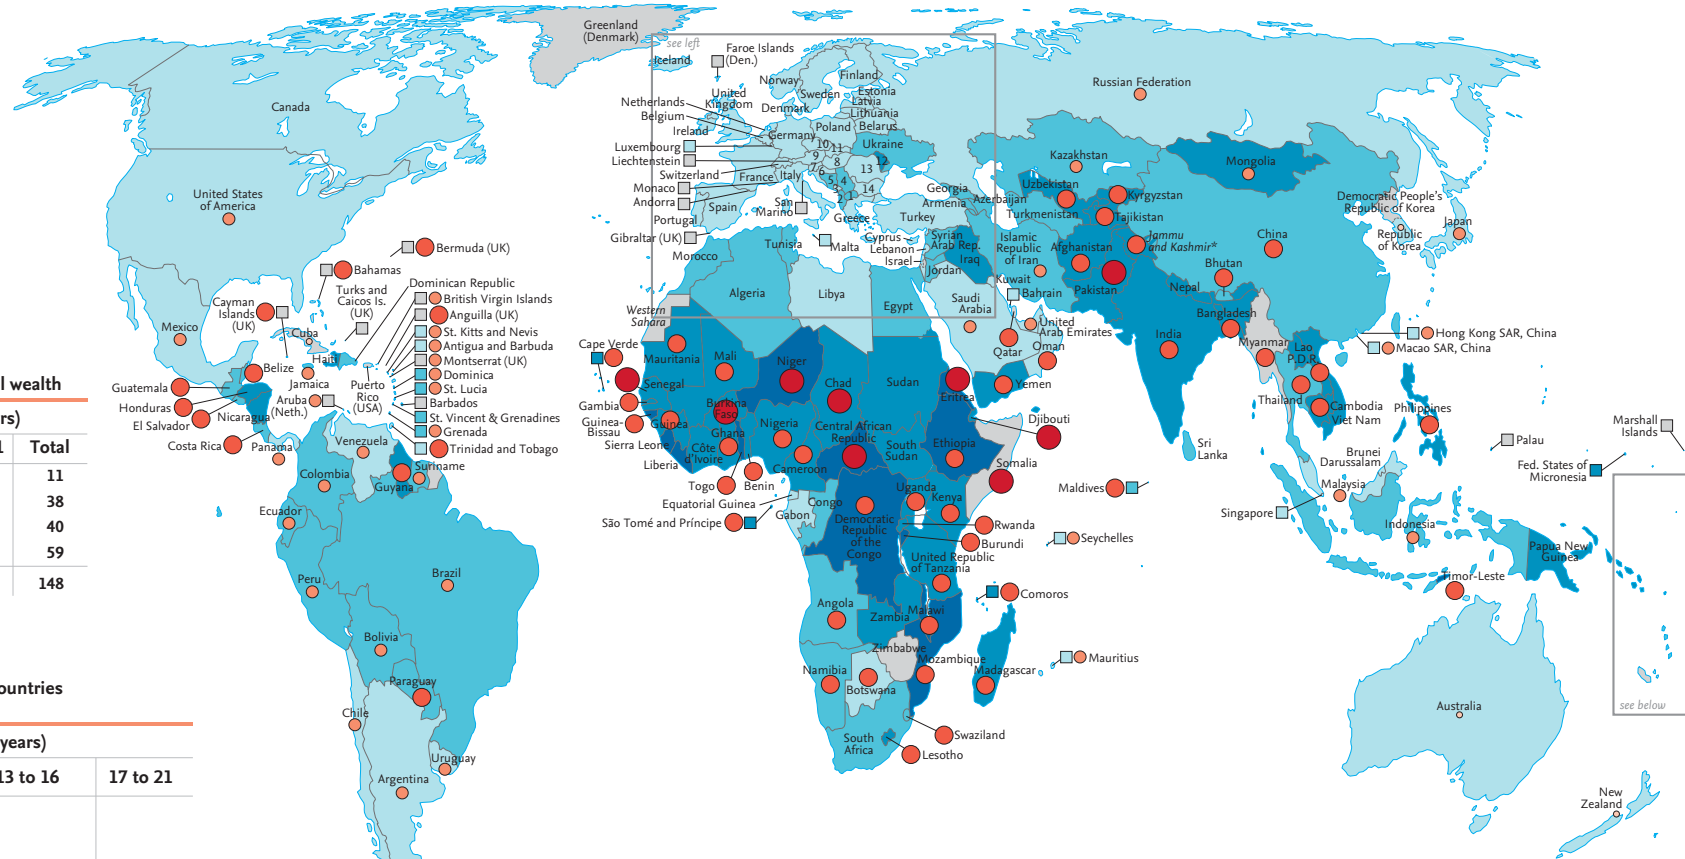 Greenland
(Denmark)
see left
Iceland
Faroe Islands
(Den.)
Norway
Finland
Sweden
Estonia
Latvia
Lithuania
Denmark
United
Kingdom
Netherlands
Belgium
Ireland
Poland
Belarus
Germany
Luxembourg
Liechtenstein
Switzerland
France
Italy
Ukraine
10
11
9
8
12
7
6
13
5
4
3
14
2
1
Monaco
Andorra
Spain
San
Marino
Portugal
Greece
Gibraltar (UK)
Tunisia
Malta
Turkey
Georgia
Armenia
Azerbaijan
Cyprus
Lebanon
Israel
Syrian
Arab Rep.
Iraq
Jordan
Morocco
Algeria
Libya
Egypt
Western
Sahara
Russian Federation
Kazakhstan
Mongolia
Uzbekistan
Kyrgyzstan
Turkmenistan
Tajikistan
Democratic People's
Republic of Korea
Republic
of Korea
Japan
China
Jammu
and Kashmir*
Afghanistan
Islamic
Republic
of Iran
Kuwait
Bahrain
Saudi
Arabia
Qatar
United
Arab Emirates
Oman
Yemen
Pakistan
Nepal
Bhutan
Bangladesh
India
Myanmar
Lao
P.D.R.
Thailand
Cambodia
Viet Nam
Hong Kong SAR, China
Macao SAR, China
Philippines
Sri
Lanka
Maldives
Brunei
Darussalam
Malaysia
Singapore
Indonesia
Palau
Fed. States of
Micronesia
Marshall
Islands
Papua New
Guinea
Timor-Leste
Australia
New
Zealand
see below
Canada
United States
of America
Mexico
Bermuda (UK)
Bahamas
Cayman
Islands
(UK)
Turks and
Caicos Is.
(UK)
Cuba
Haiti
Dominican Republic
British Virgin Islands
Anguilla (UK)
St. Kitts and Nevis
Antigua and Barbuda
Montserrat (UK)
Dominica
St. Lucia
Barbados
St. Vincent & Grenadines
Grenada
Trinidad and Tobago
Belize
Jamaica
Puerto
Rico
(USA)
Aruba
(Neth.)
Guatemala
Honduras
El Salvador
Nicaragua
Costa Rica
Panama
Venezuela
Colombia
Guyana
Suriname
Ecuador
Peru
Brazil
Bolivia
Paraguay
Chile
Uruguay
Argentina
Cape Verde
Mauritania
Mali
Niger
Chad
Sudan
Eritrea
Senegal
Gambia
Guinea-
Bissau
Guinea
Sierra Leone
Liberia
Burkina
Faso
Ghana
Côte
d'Ivoire
Togo
Benin
Nigeria
Cameroon
Central African
Republic
South
Sudan
Ethiopia
Djibouti
Somalia
Equatorial Guinea
São Tomé and Príncipe
Gabon
Congo
Democratic
Republic
of the
Congo
Uganda
Kenya
Rwanda
Burundi
United Republic
of Tanzania
Seychelles
Comoros
Angola
Zambia
Malawi
Zimbabwe
Mozambique
Madagascar
Mauritius
Namibia
Botswana
South
Africa
Swaziland
Lesotho
l wealth
rs)
1 Total
11
38
40
59
148
ountries
years)
13 to 16 17 to 21